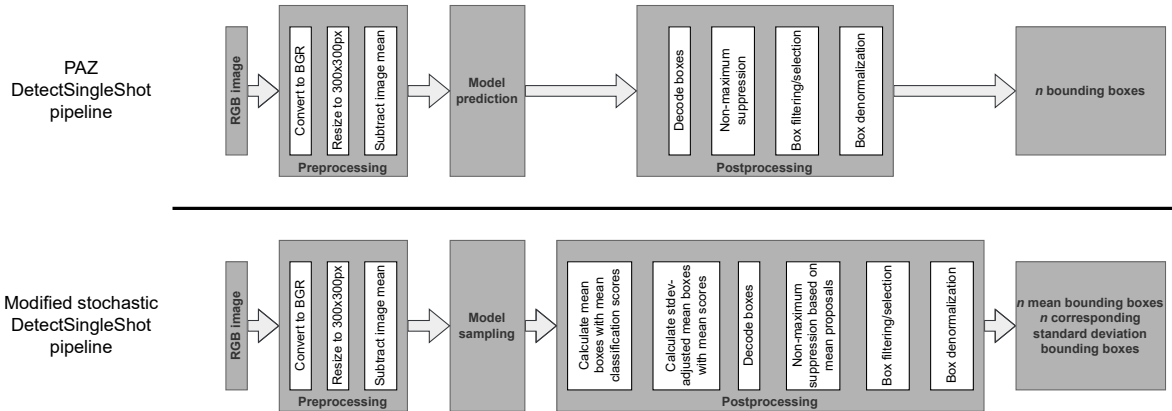 PAZ
DetectSingleShot
pipeline
RGB image
Convert to BGR
Resize to 300x300px
Subtract image mean
Preprocessing
Model
prediction
Decode boxes
Non-maximum
suppression
Box filtering/selection
Box denormalization
Postprocessing
n bounding boxes
Modified stochastic
DetectSingleShot
pipeline
RGB image
Convert to BGR
Resize to 300x300px
Subtract image mean
Preprocessing
Model
sampling
Calculate mean
boxes with mean
classification scores
Calculate stdev-
adjusted mean boxes
with mean scores
Decode boxes
Non-maximum
suppression based on
mean proposals
Box filtering/selection
Box denormalization
Postprocessing
n mean bounding boxes
n corresponding
standard deviation
bounding boxes